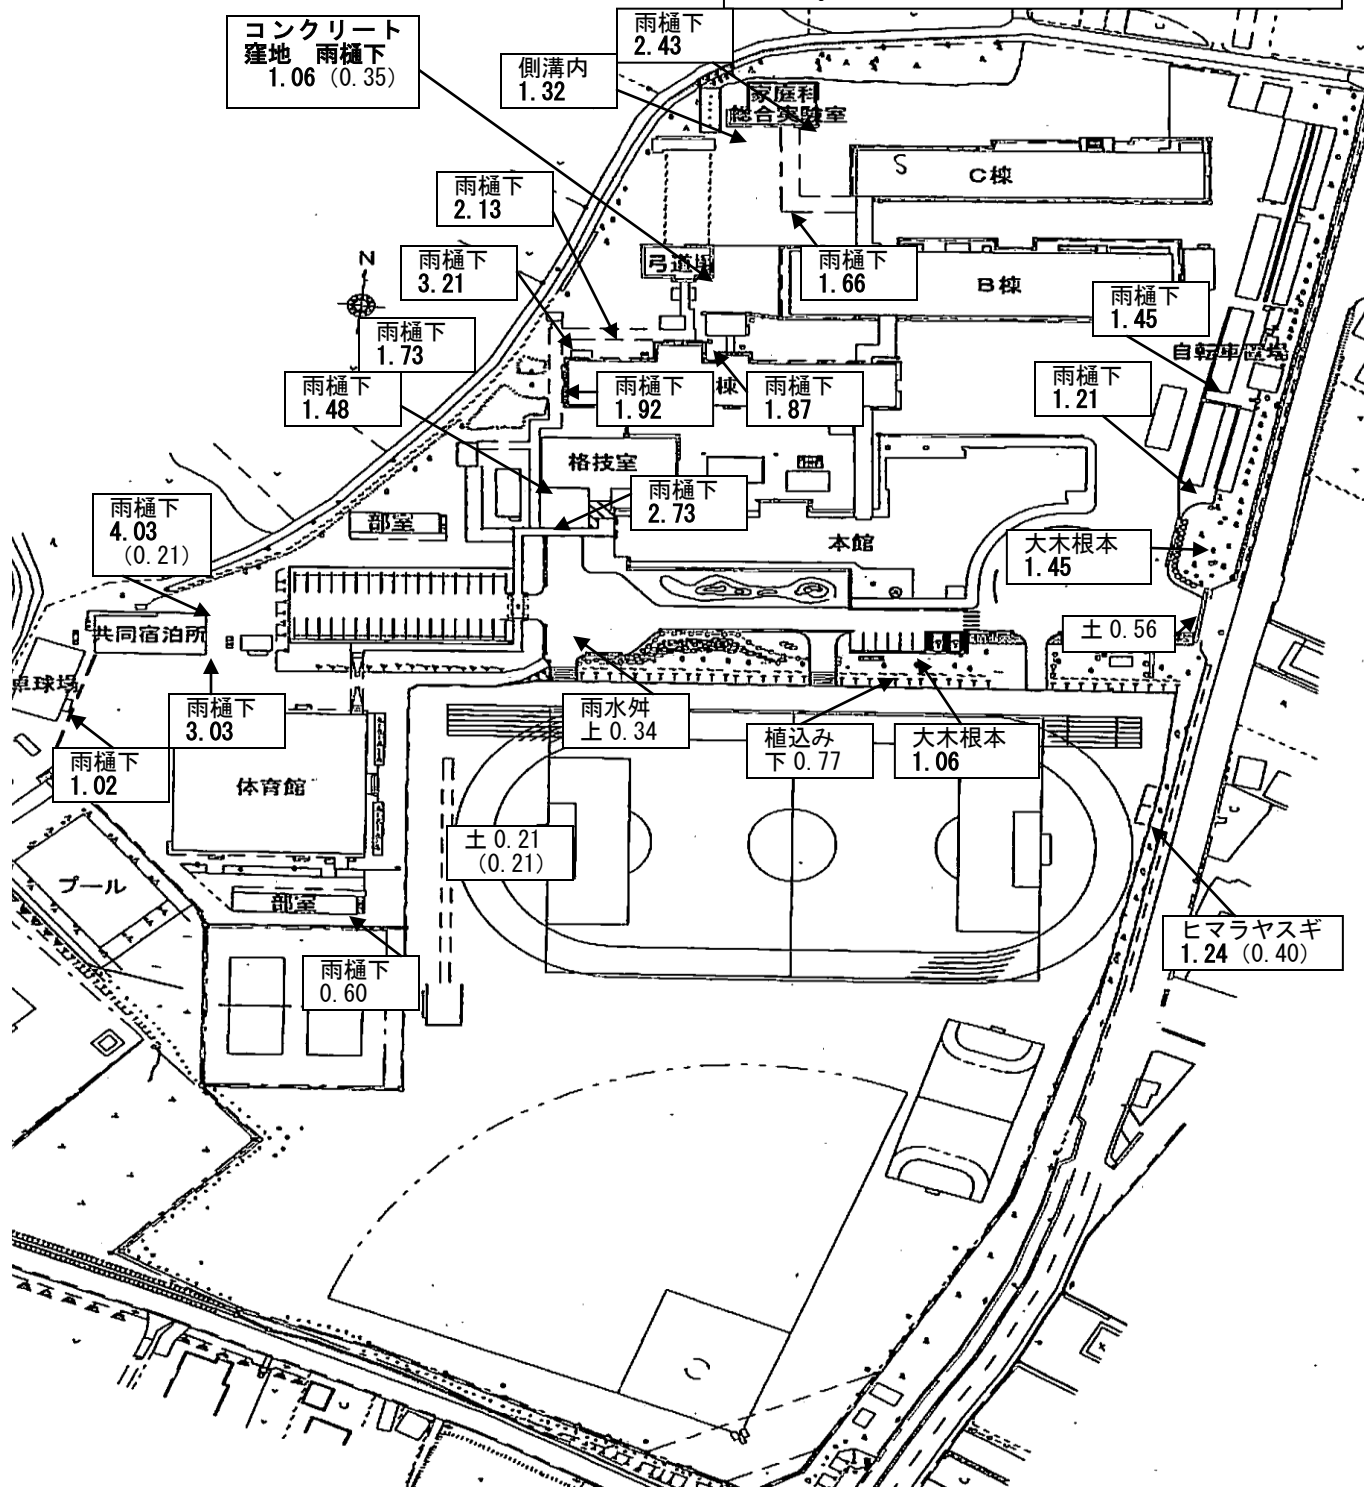 雨樋下
2.43
コンクリート
窪地 雨樋下
1.06 (0.35)
側溝内
1.32
家庭科
総合実験室
C棟
雨樋下
2.13
弓道場
雨樋下
3.21
雨樋下
1.66
B棟
N
雨樋下
1.45
雨樋下
1.73
自転車置場
雨樋下
1.48
雨樋下
1.92
棟
雨樋下
1.87
雨樋下
1.21
格技室
雨樋下
2.73
雨樋下
4.03
(0.21)
部室
本館
大木根本
1.45
共同宿泊所
土 0.56
卓球場
雨樋下
3.03
雨水舛
上 0.34
植込み
下 0.77
大木根本
1.06
雨樋下
1.02
体育館
土 0.21
(0.21)
プール
部室
ヒマラヤスギ
1.24 (0.40)
雨樋下
0.60